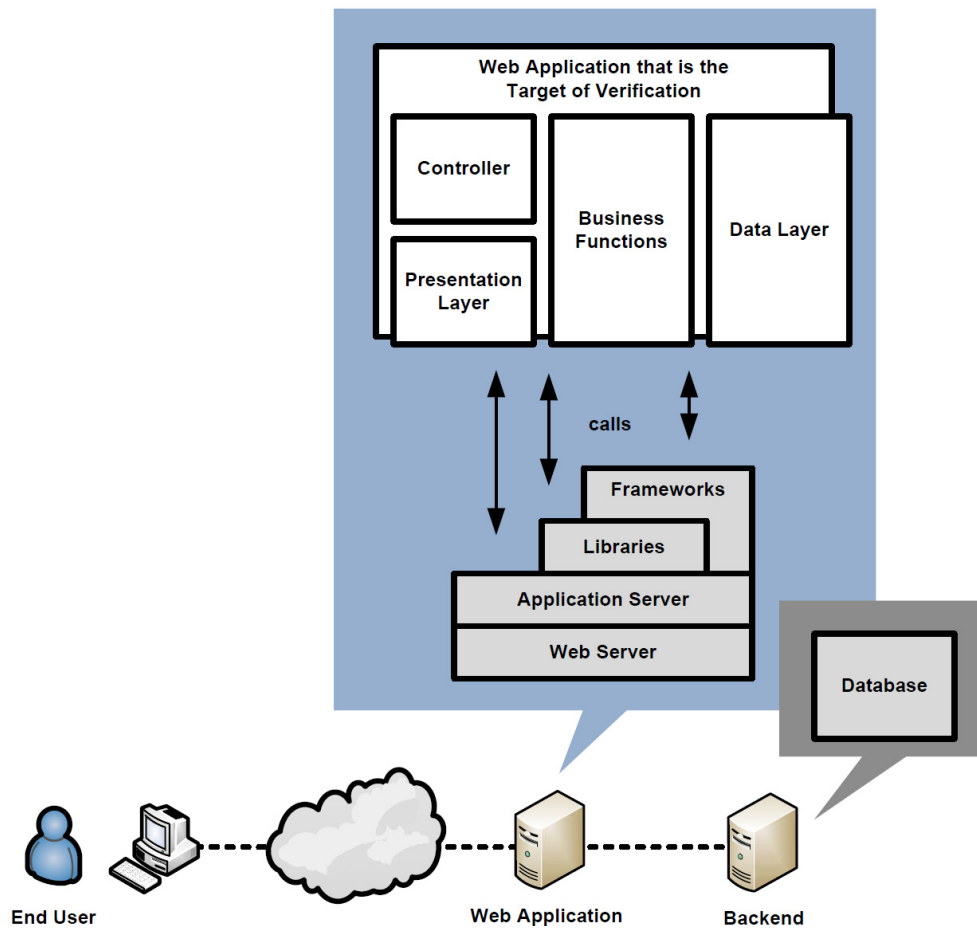 Web Application that is the
Target of Verification
Controller
Business
Functions
Data Layer
Presentation
Layer
calls
Frameworks
Libraries
Application Server
Web Server
Database
End User
Web Application
Backend